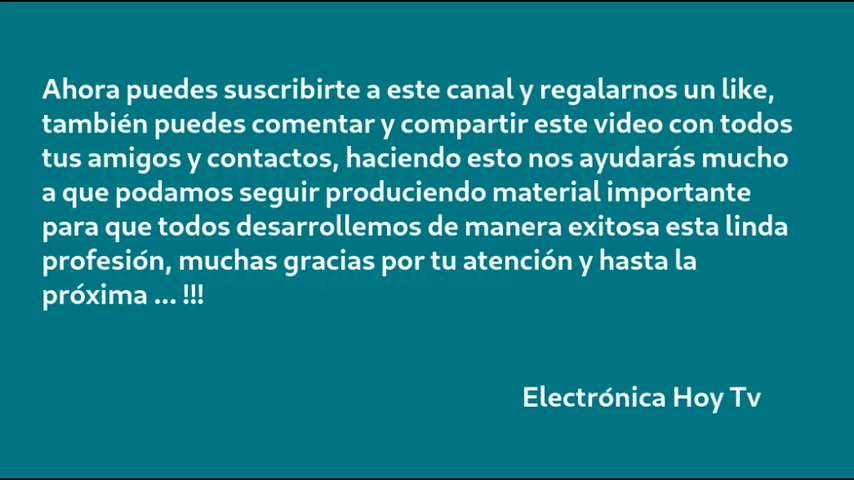 Ahora puedes suscribirte a este canal y regalarnos un like,
también puedes comentar y compartir este video con todos
tus amigos y contactos, haciendo esto nos ayudarás mucho
a que podamos seguir produciendo material importante
para que todos desarrollemos de manera exitosa esta linda
profesión, muchas gracias por tu atención y hasta la
próxima ... !!!
Electrónica Hoy Tv